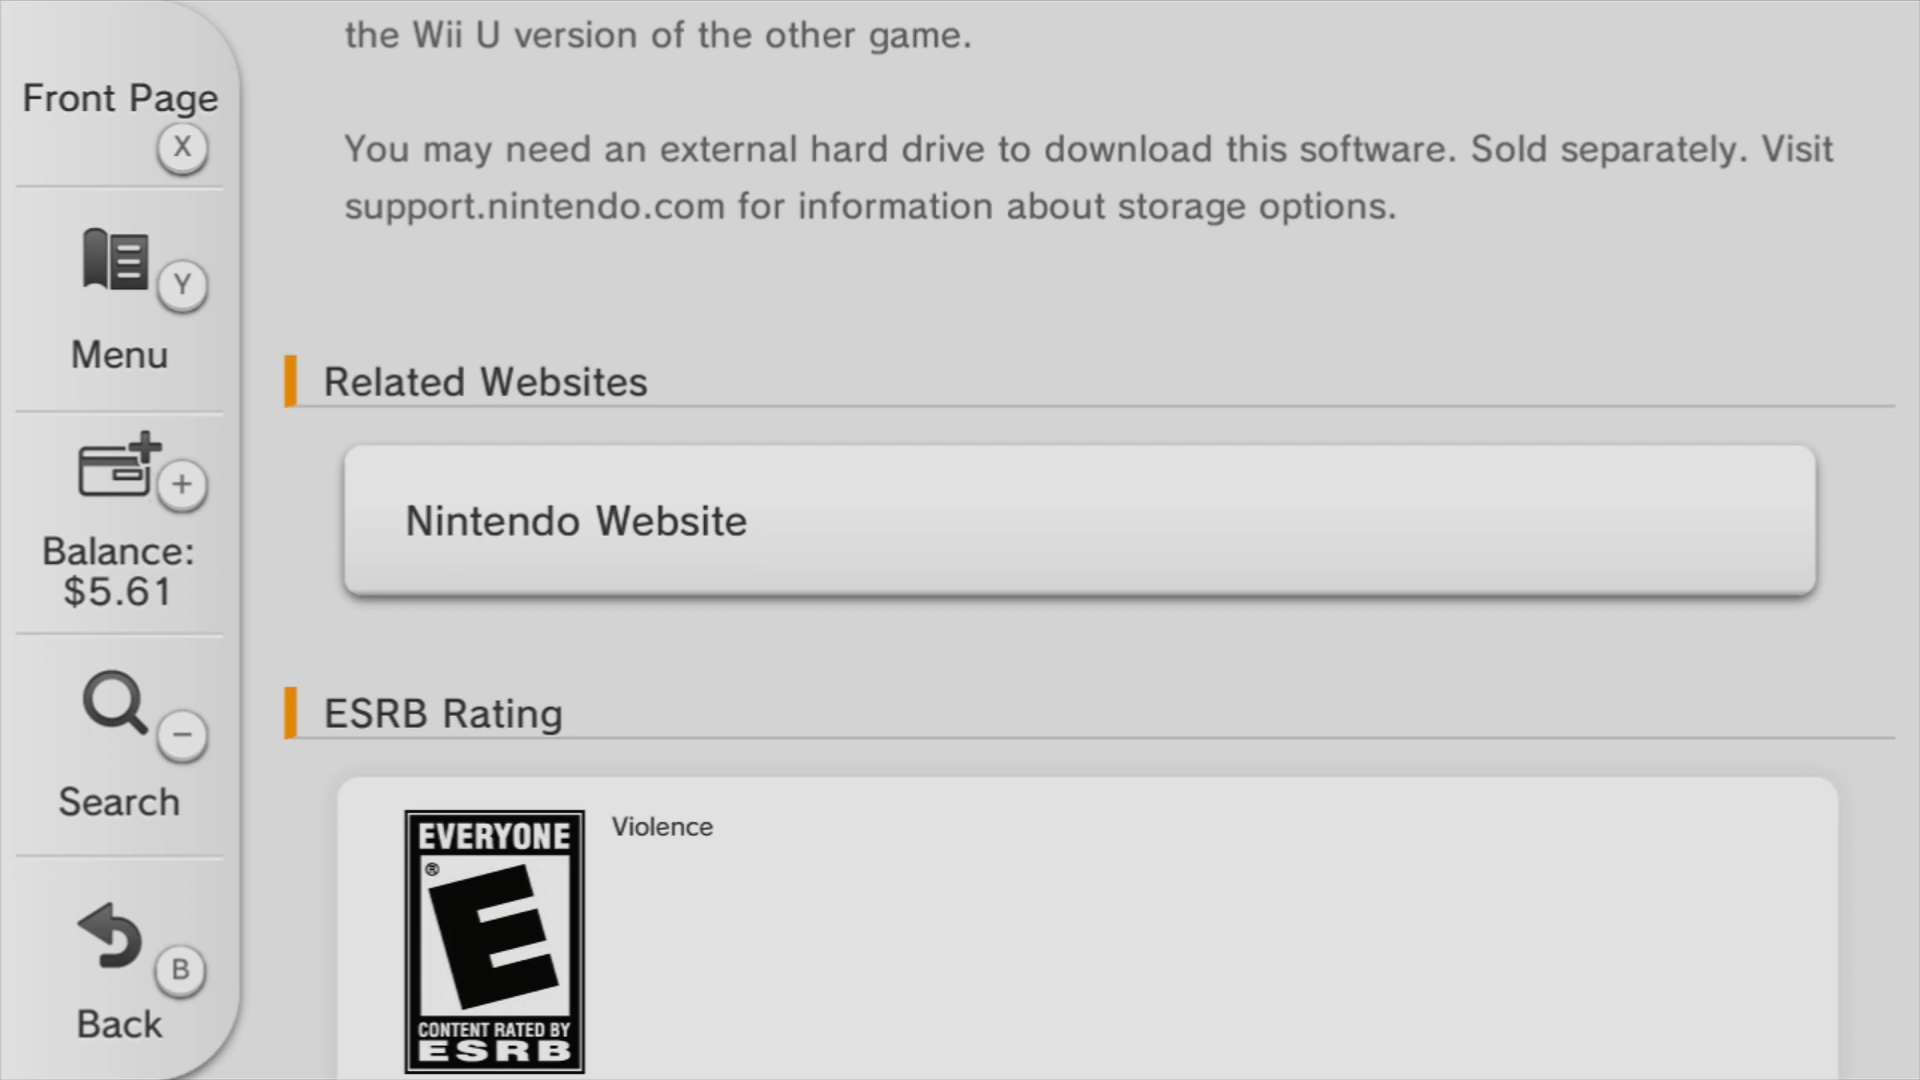 Front Page
X
Y
Menu
+
Balance:
$5.61
−
Search
B
Back
the Wii U version of the other game.
You may need an external hard drive to download this software. Sold separately. Visit
support.nintendo.com for information about storage options.
Related Websites
Nintendo Website
ESRB Rating
EVERYONE
®
E
CONTENT RATED BY
ESRB
Violence